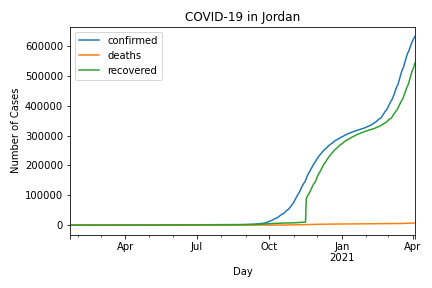 COVID-19 in Jordan
confirmed
deaths
recovered
Number of Cases
600000
500000
400000
300000
200000
100000
0
Apr
Jul
Oct
Jan
2021
Apr
Day